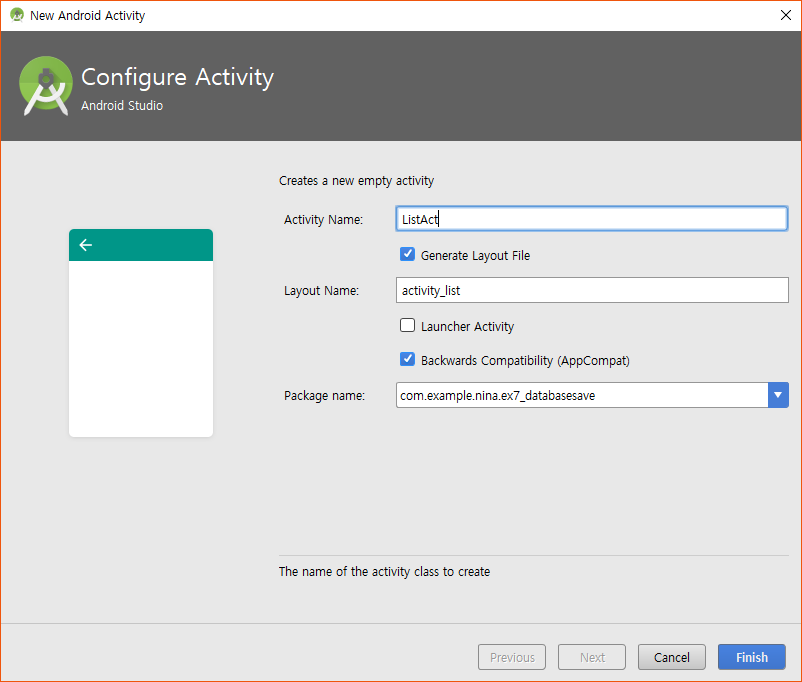 New Android Activity
Configure Activity
Android Studio
Creates a new empty activity
Activity Name: ListAct
Generate Layout File
Layout Name: activity_list
Launcher Activity
Backwards Compatibility (AppCompat)
Package name: com.example.nina.ex7_databasesave
The name of the activity class to create
Previous Next Cancel Finish